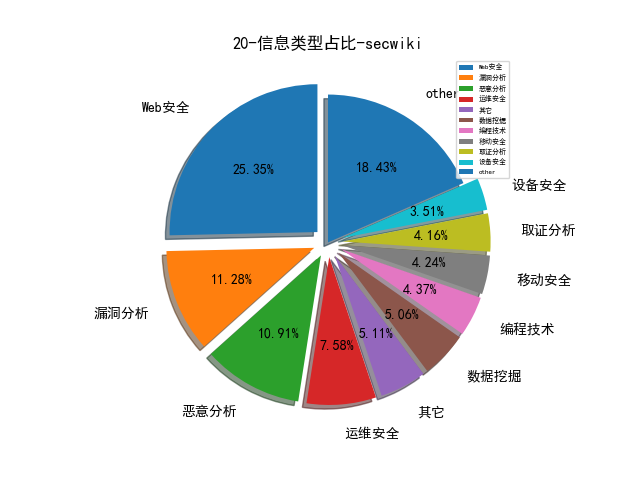 20-信息类型占比-secwiki
Web安全
漏洞分析
恶意分析
运维安全
其它
数据挖掘
编程技术
移动安全
取证分析
设备安全
other
other
Web安全
25.35%
18.43%
设备安全
3.51%
取证分析
4.16%
移动安全
4.24%
漏洞分析
11.28%
编程技术
4.37%
数据挖掘
5.06%
恶意分析
10.91%
其它
5.11%
运维安全
7.58%